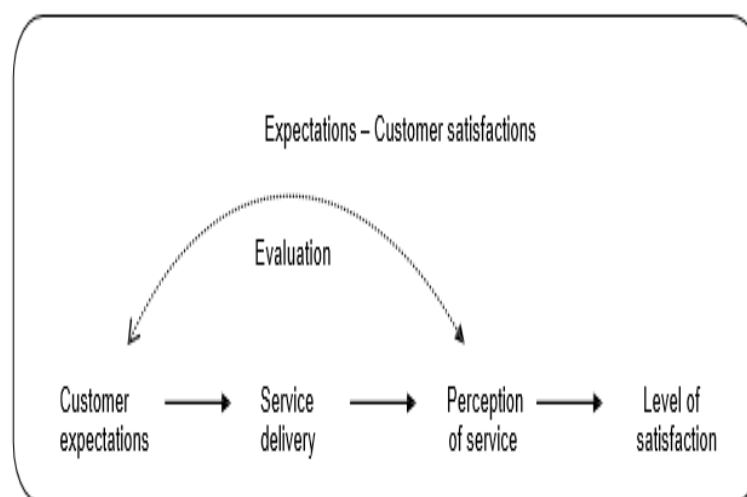 Expectations – Customer satisfactions
Evaluation
Customer
expectations
Service
delivery
Perception
of service
Level of
satisfaction